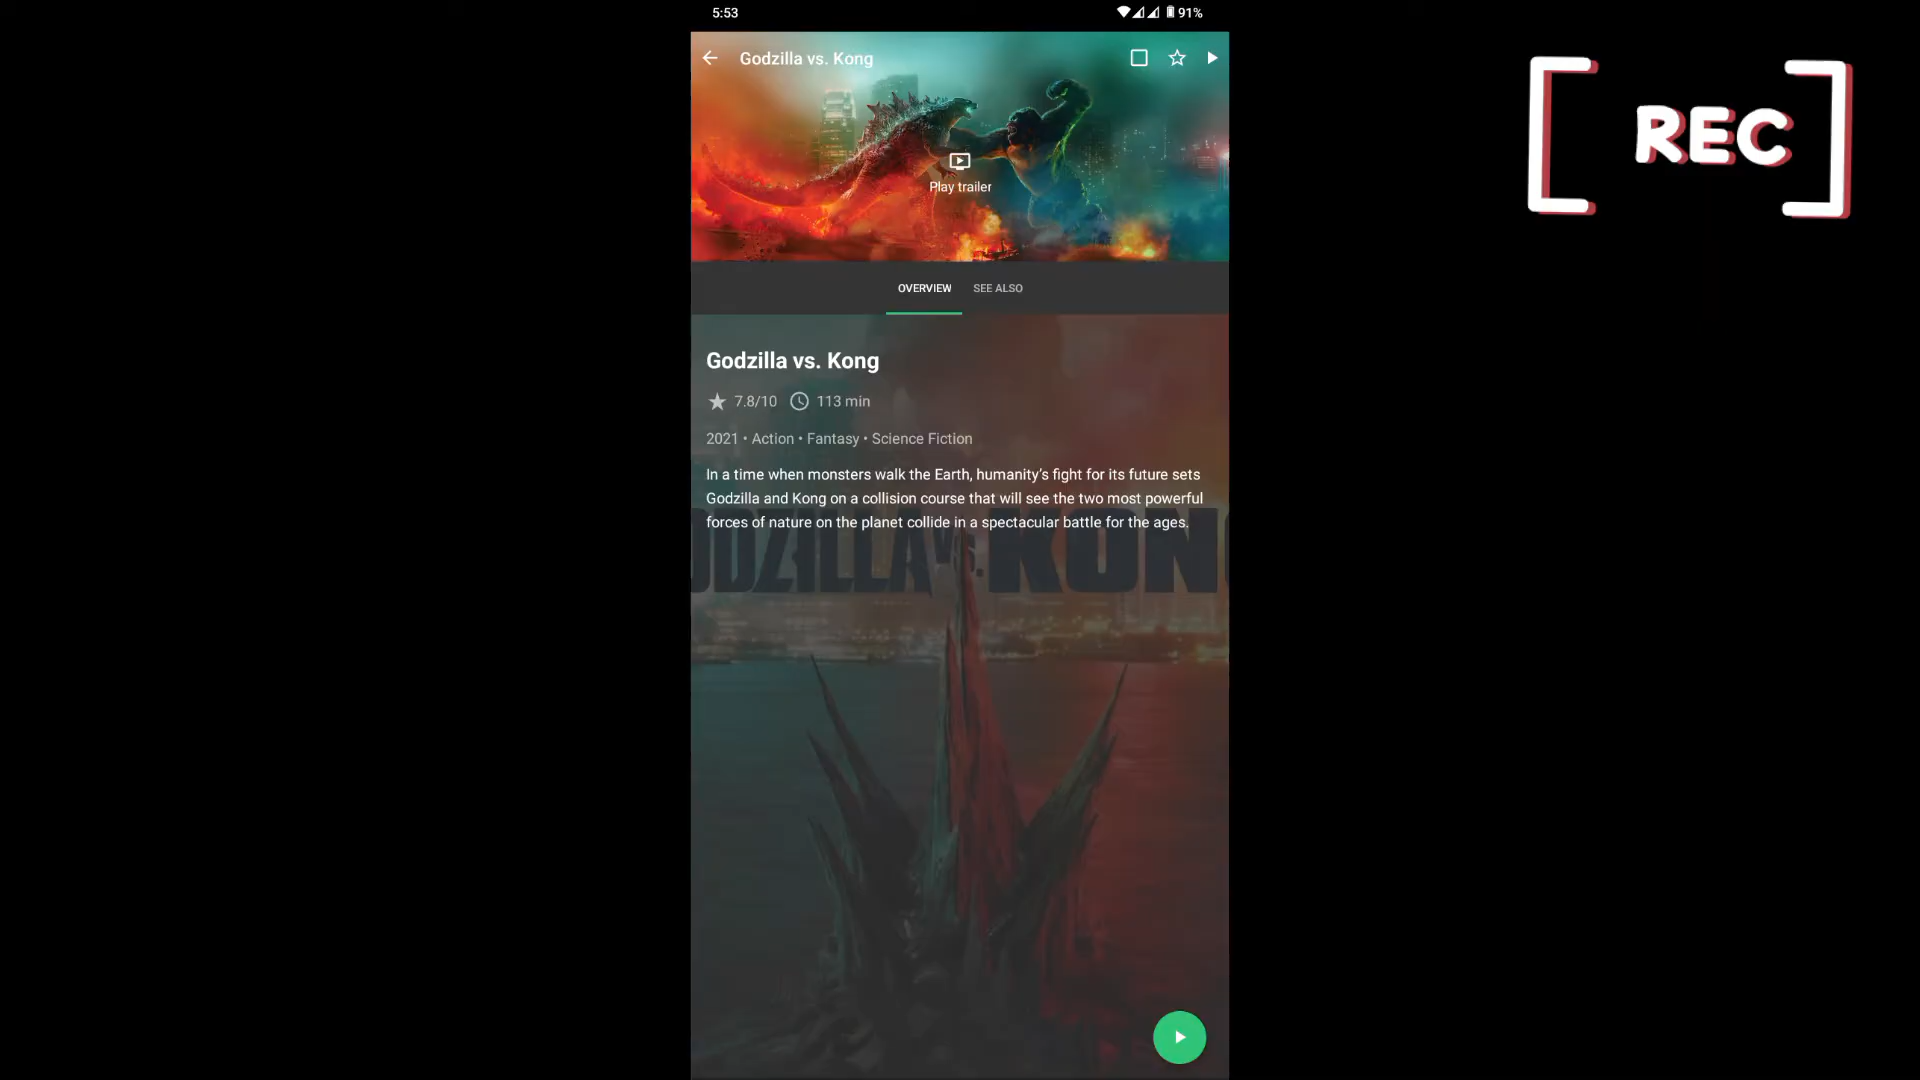 5:53
91%
Godzilla vs. Kong
REC
Play trailer
OVERVIEW
SEE ALSO
Godzilla vs. Kong
7.8/10
113 min
2021 • Action • Fantasy • Science Fiction
In a time when monsters walk the Earth, humanity's fight for its future sets
Godzilla and Kong on a collision course that will see the two most powerful
forces of nature on the planet collide in a spectacular battle for the ages.
ODZILLA VS. KONG